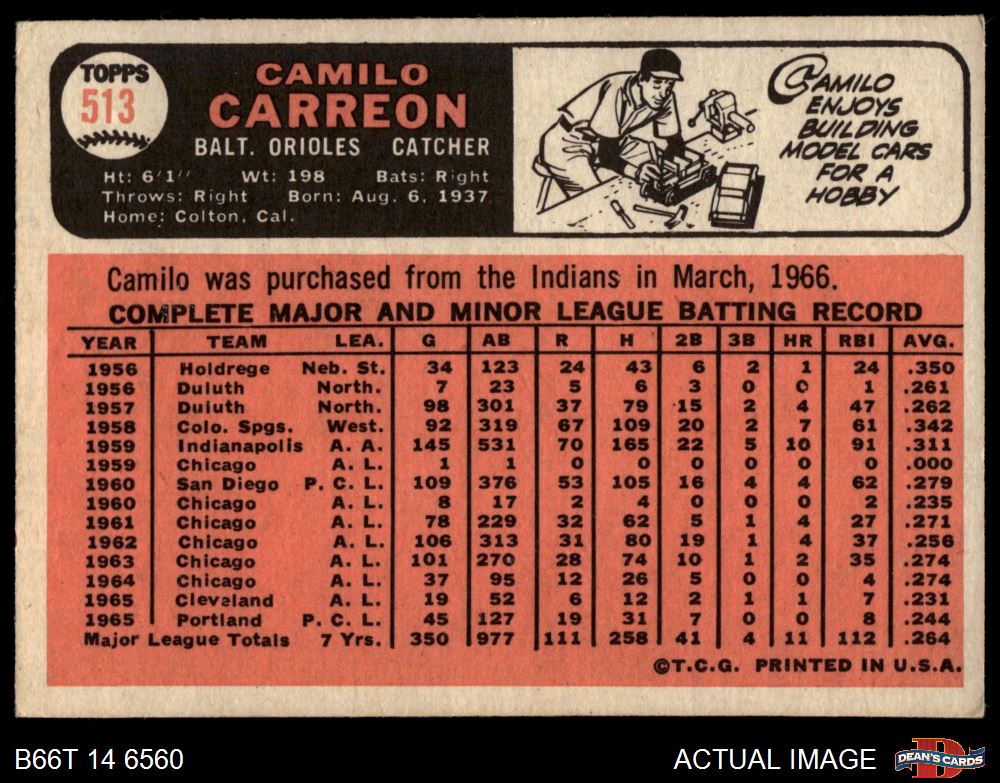 TOPPS
513
CAMILO
CARREON
BALT. ORIOLES CATCHER
Ht: 6'1" Wt: 198 Bats: Right
Throws: Right Born: Aug. 6, 1937
Home: Colton, Cal.
CAMILO
ENJOYS
BUILDING
MODEL CARS
FOR A
HOBBY
Camilo was purchased from the Indians in March, 1966.
COMPLETE MAJOR AND MINOR LEAGUE BATTING RECORD
YEAR TEAM LEA. G AB R H 2B 3B HR RBI AVG.
1956 Holdrege Neb. St. 34 123 24 43 6 2 1 24 .350
1956 Duluth North. 7 23 5 6 3 0 0 1 .261
1957 Duluth North. 98 301 37 79 15 2 4 47 .262
1958 Colo. Spgs. West. 92 319 67 109 20 2 7 61 .342
1959 Indianapolis A. A. 145 531 70 165 22 5 10 91 .311
1959 Chicago A. L. 1 1 0 0 0 0 0 0 .000
1960 San Diego P. C. L. 109 376 53 105 16 4 4 62 .279
1960 Chicago A. L. 8 17 2 4 0 0 0 2 .235
1961 Chicago A. L. 78 229 32 62 5 1 4 27 .271
1962 Chicago A. L. 106 313 31 80 19 1 4 37 .256
1963 Chicago A. L. 101 270 28 74 10 1 2 35 .274
1964 Chicago A. L. 37 95 12 26 5 0 0 4 .274
1965 Cleveland A. L. 19 52 6 12 2 1 1 7 .231
1965 Portland P. C. L. 45 127 19 31 7 0 0 8 .244
Major League Totals 7 Yrs. 350 977 111 258 41 4 11 112 .264
©T.C.G. PRINTED IN U.S.A.
B66T 14 6560 ACTUAL IMAGE
DEAN'S CARDS